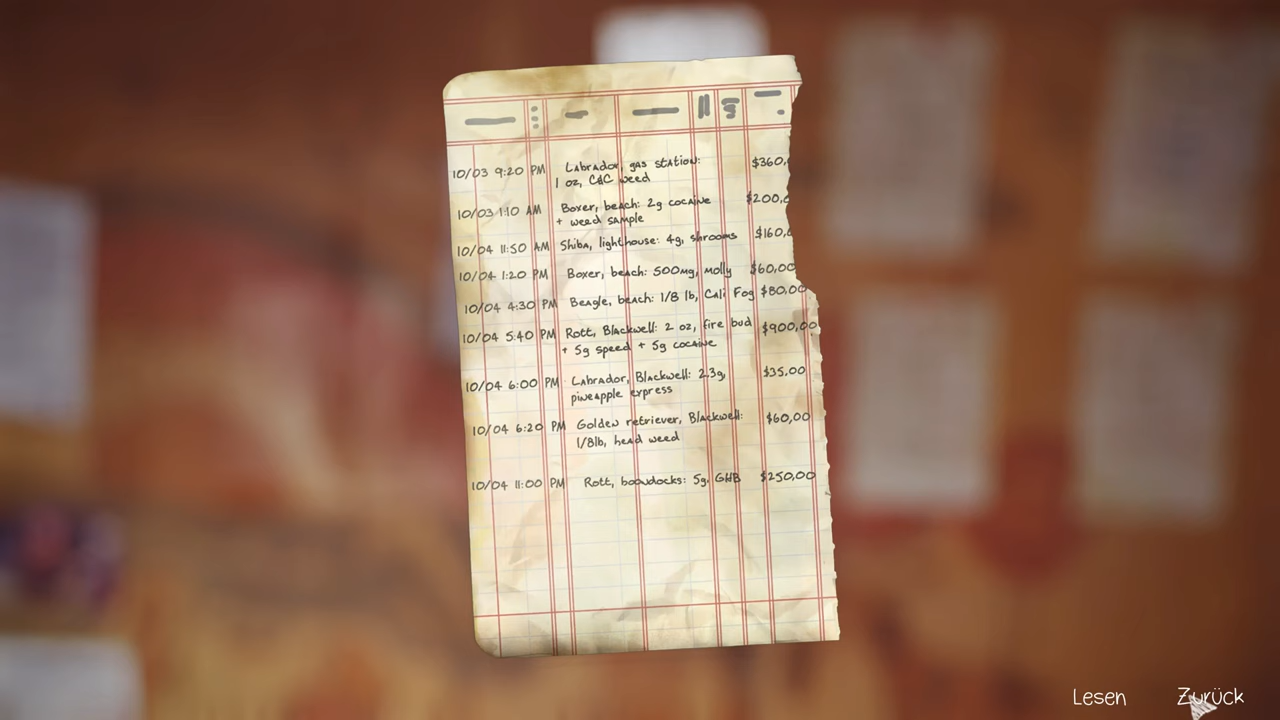 10/03 9:20 PM Labrador, gas station: $360,
1 oz, C&C weed
10/03 1:10 AM Boxer, beach: 2g cocaine $200,0
+ weed sample
10/04 11:50 AM Shiba, lighthouse: 4g, shrooms $160,0
10/04 1:20 PM Boxer, beach: 500mg, molly $60,00
10/04 4:30 PM Beagle, beach: 1/8 lb, Cali Fog $80,00
10/04 5:40 PM Rott, Blackwell: 2 oz, fire bud $900,00
+ 5g speed + 5g cocaine
10/04 6:00 PM Labrador, Blackwell: 2.3g, $35.00
pineapple express
10/04 6:20 PM Golden retriever, Blackwell: $60,00
1/8lb, head weed
10/04 11:00 PM Rott, boowdocks: 5g, GHB $250,00
Lesen Zurück